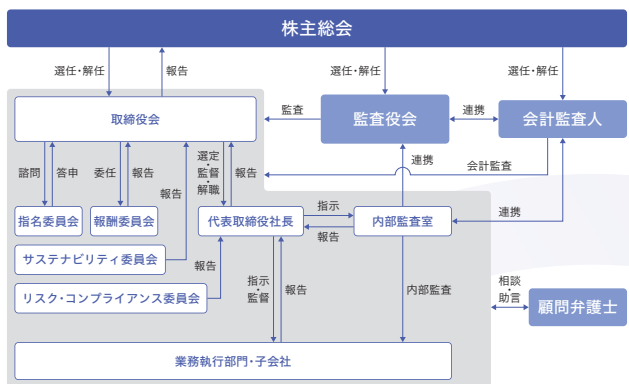 株主総会
選任・解任
報告
選任・解任
選任・解任
取締役会
監査
監査役会
連携
会計監査人
諮問
答申
委任
報告
報告
選定・監督・解職
報告
連携
会計監査
指名委員会
報酬委員会
代表取締役社長
指示
報告
内部監査室
連携
サステナビリティ委員会
報告
リスク・コンプライアンス委員会
指示・監督
報告
内部監査
相談・助言
顧問弁護士
業務執行部門・子会社